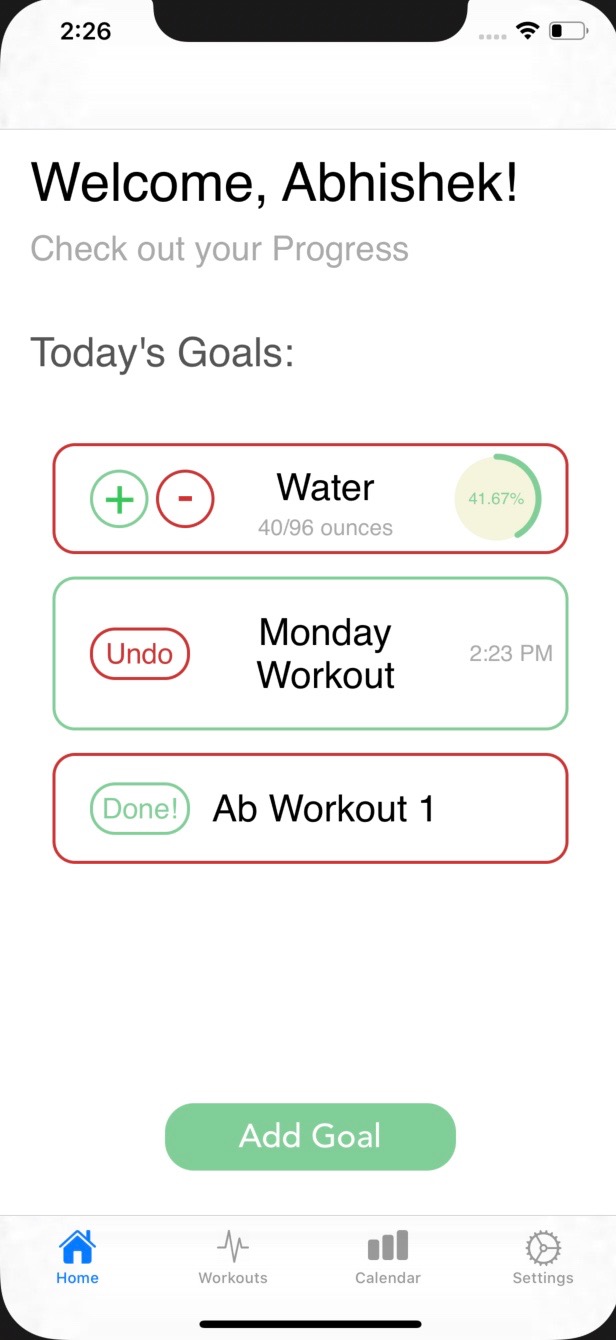 2:26
Welcome, Abhishek!
Check out your Progress
Today's Goals:
+ - Water 41.67%
40/96 ounces
Undo Monday Workout 2:23 PM
Done! Ab Workout 1
Add Goal
Home Workouts Calendar Settings